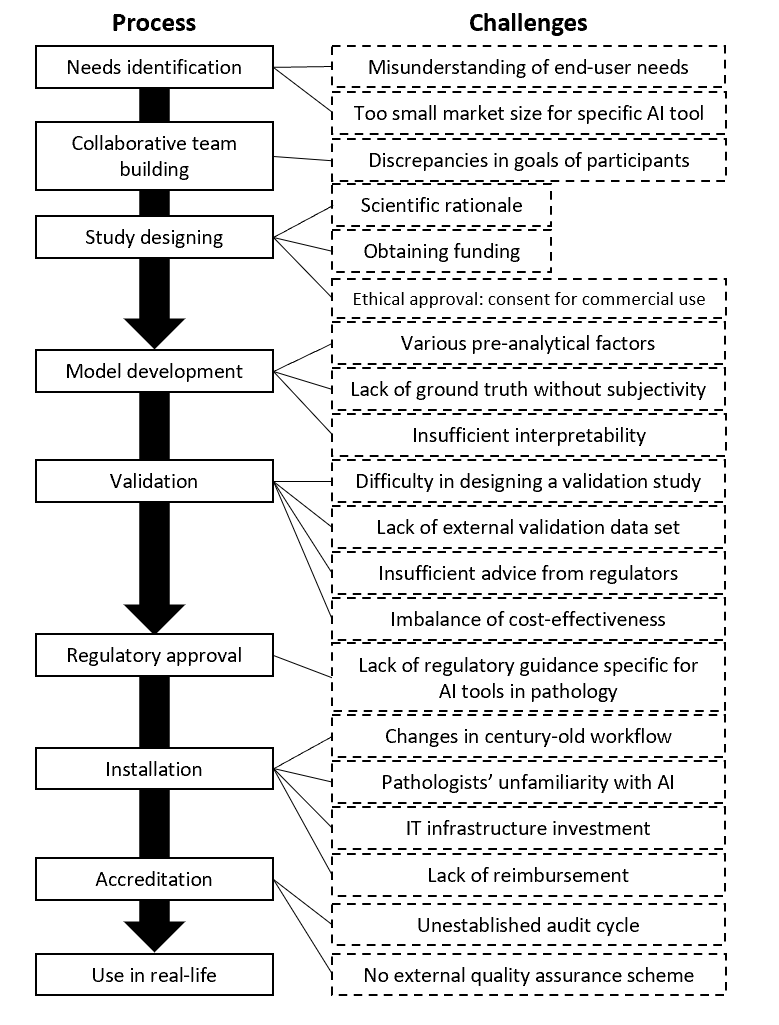 Process
Challenges
Needs identification
Misunderstanding of end-user needs
Too small market size for specific AI tool
Collaborative team
building
Discrepancies in goals of participants
Study designing
Scientific rationale
Obtaining funding
Ethical approval: consent for commercial use
Model development
Various pre-analytical factors
Lack of ground truth without subjectivity
Insufficient interpretability
Validation
Difficulty in designing a validation study
Lack of external validation data set
Insufficient advice from regulators
Imbalance of cost-effectiveness
Regulatory approval
Lack of regulatory guidance specific for
AI tools in pathology
Installation
Changes in century-old workflow
Pathologists’ unfamiliarity with AI
IT infrastructure investment
Lack of reimbursement
Accreditation
Unestablished audit cycle
No external quality assurance scheme
Use in real-life